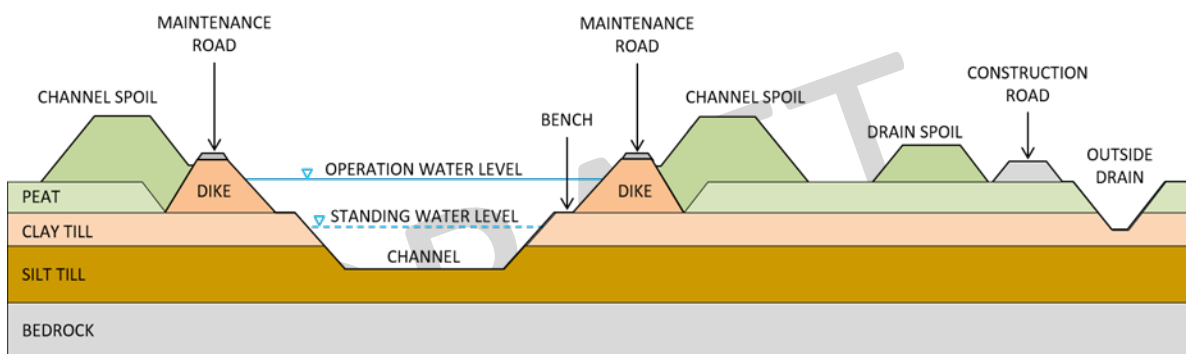 MAINTENANCE
ROAD
MAINTENANCE
ROAD
CONSTRUCTION
ROAD
CHANNEL SPOIL
CHANNEL SPOIL
BENCH
DRAIN SPOIL
OUTSIDE
DRAIN
OPERATION WATER LEVEL
PEAT
DIKE
DIKE
STANDING WATER LEVEL
CLAY TILL
CHANNEL
SILT TILL
BEDROCK
DRAFT